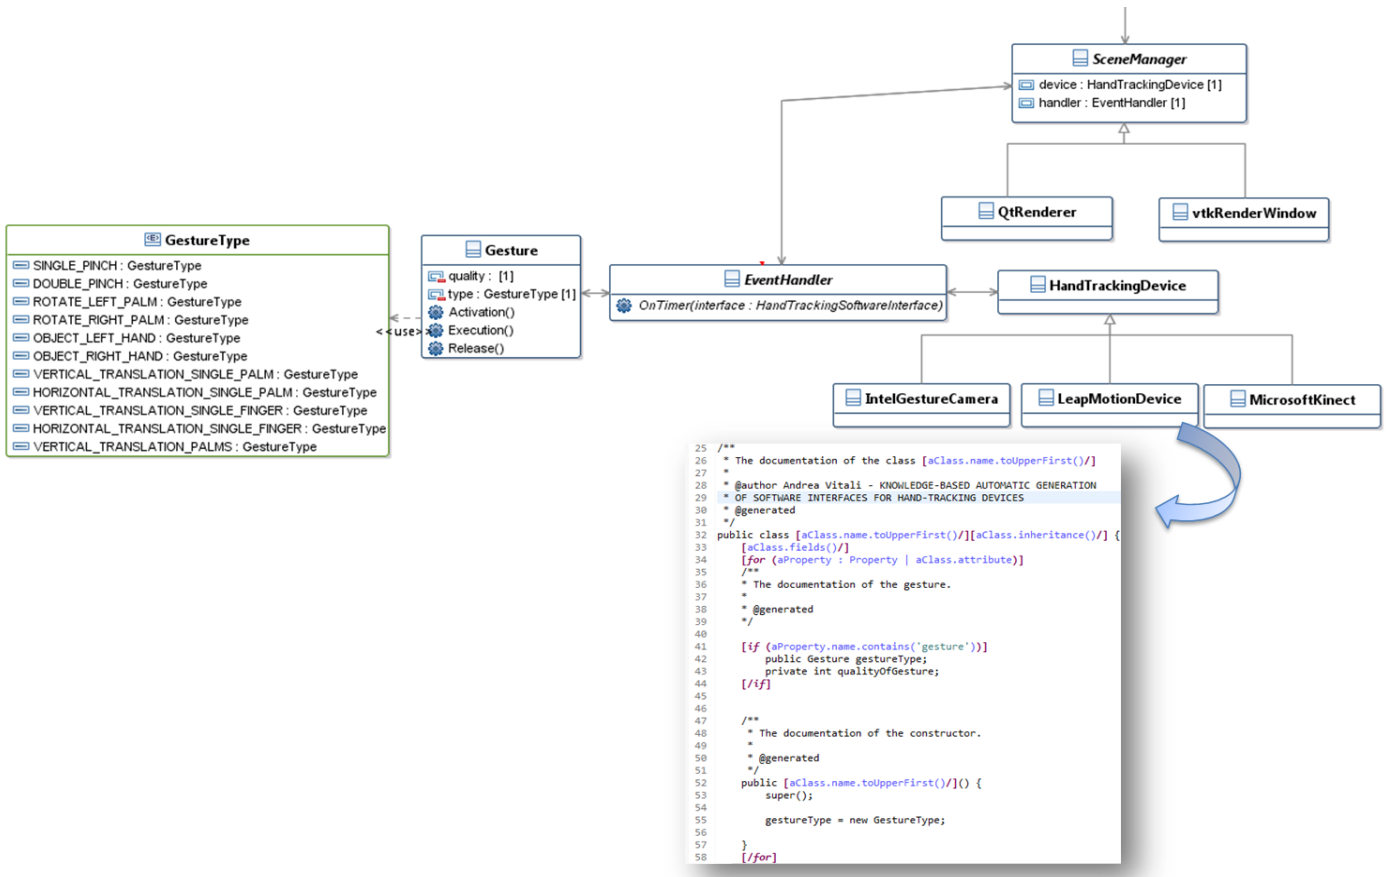 SceneManager
device : HandTrackingDevice [1]
handler : EventHandler [1]
QtRenderer
vtkRenderWindow
GestureType
SINGLE_PINCH : GestureType
DOUBLE_PINCH : GestureType
ROTATE_LEFT_PALM : GestureType
ROTATE_RIGHT_PALM : GestureType
OBJECT_LEFT_HAND : GestureType
OBJECT_RIGHT_HAND : GestureType
VERTICAL_TRANSLATION_SINGLE_PALM : GestureType
HORIZONTAL_TRANSLATION_SINGLE_PALM : GestureType
VERTICAL_TRANSLATION_SINGLE_FINGER : GestureType
HORIZONTAL_TRANSLATION_SINGLE_FINGER : GestureType
VERTICAL_TRANSLATION_PALMS : GestureType
<<use>>
Gesture
quality : [1]
type : GestureType [1]
Activation()
Execution()
Release()
EventHandler
OnTimer(interface : HandTrackingSoftwareInterface)
HandTrackingDevice
IntelGestureCamera
LeapMotionDevice
MicrosoftKinect
25 /**
26 * The documentation of the class [aClass.name.toUpperFirst()/]
27 *
28 * @author Andrea Vitali - KNOWLEDGE-BASED AUTOMATIC GENERATION
29 * OF SOFTWARE INTERFACES FOR HAND-TRACKING DEVICES
30 * @generated
31 */
32 public class [aClass.name.toUpperFirst()/][aClass.inheritance()/] {
33 [aClass.fields()/]
34 [for (aProperty : Property | aClass.attribute)]
35 /**
36 * The documentation of the gesture.
37 *
38 * @generated
39 */
40
41 [if (aProperty.name.contains('gesture'))]
42 public Gesture gestureType;
43 private int qualityOfGesture;
44 [/if]
45
46
47 /**
48 * The documentation of the constructor.
49 *
50 * @generated
51 */
52 public [aClass.name.toUpperFirst()/]() {
53 super();
54
55 gestureType = new GestureType;
56
57 }
58 [/for]